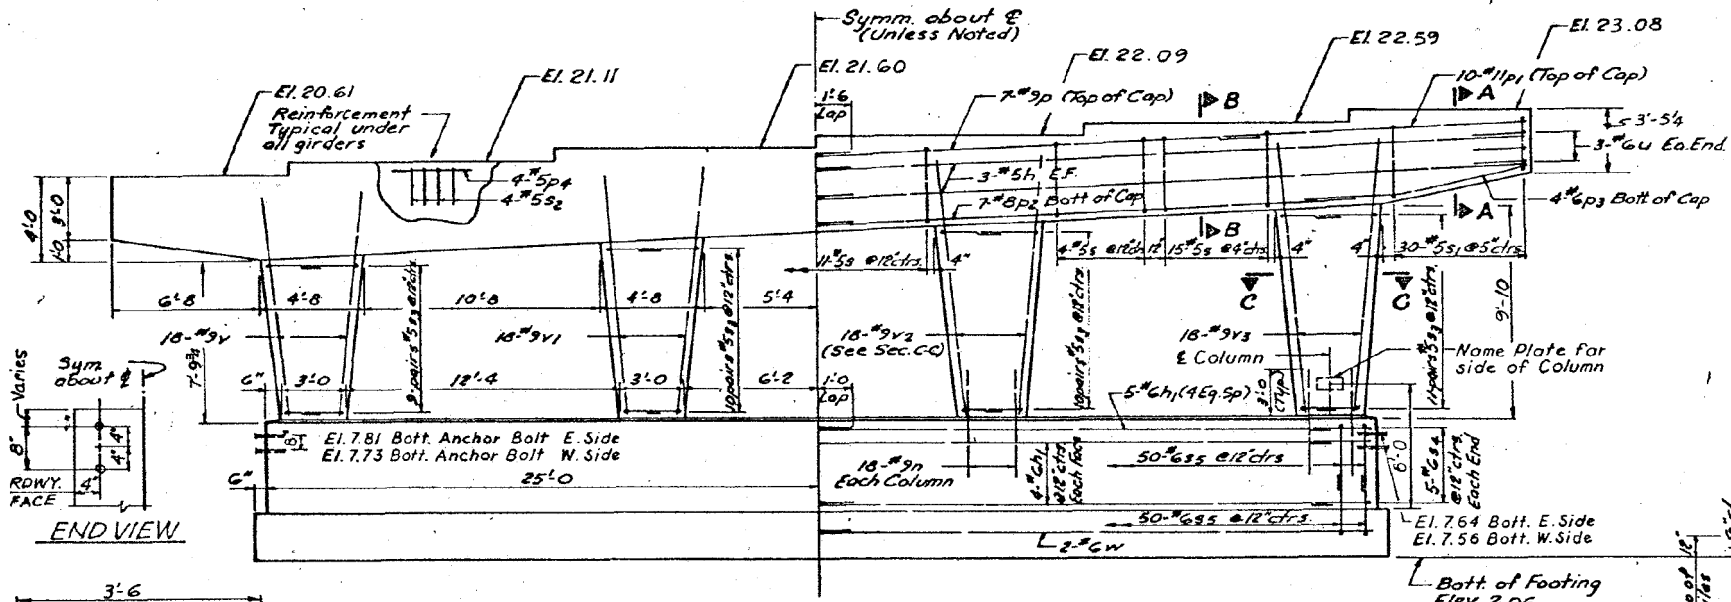 Symm. about ℄
(Unless Noted)
El. 20.61
El. 21.11
El. 21.60
El. 22.09
El. 22.59
El. 23.08
Reinforcement
Typical under
all girders
4-#5p4
4-#5s2
1'-6
Lap
7-#9p (Top of Cap)
B
10-#11p1 (Top of Cap)
A
3'-5¼
3-#6u Ea. End
3-#5h E.F.
7-#8p2 Bott of Cap
4-#6p3 Bott of Cap
B
A
4'-0
3'-0
1'-0
11-#5s @12"ctrs.
4"
4-#5s @12"ctrs
12"
15-#5s @4"ctrs.
4"
4"
30-#5s1 @5"ctrs
C
C
6'-8
4'-8
10'-8
4'-8
5'-4
9 pairs #5s3 @12"ctrs
10 pairs #5s3 @12"ctrs
10 pairs #5s3 @12"ctrs
11 pairs #5s3 @12"ctrs.
9'-10
18-#9v
18-#9v1
18-#9v2
(See Sec. C-C)
18-#9v3
℄ Column
Name Plate for
side of Column
7'-9¾
6"
3'-0
12'-4
3'-0
6'-2
1'-0
Lap
3'-0
(Typ.)
5-#6h1 (4 Eq. Sp)
Varies
Sym
about ℄
8"
4"
4"
4"
RDWY.
FACE
END VIEW
El. 7.81 Bott. Anchor Bolt E. Side
El. 7.73 Bott. Anchor Bolt W. Side
6"
25'-0
18-#9n
Each Column
4-#6h1
@12"ctrs.
Each Face
50-#6s5 @12"ctrs
6'-0
5-#6s4
@12"ctrs.
Each End
50-#6s5 @12"ctrs.
2-#6w
El. 7.64 Bott. E. Side
El. 7.56 Bott. W. Side
Bott. of Footing
3'-6
12"